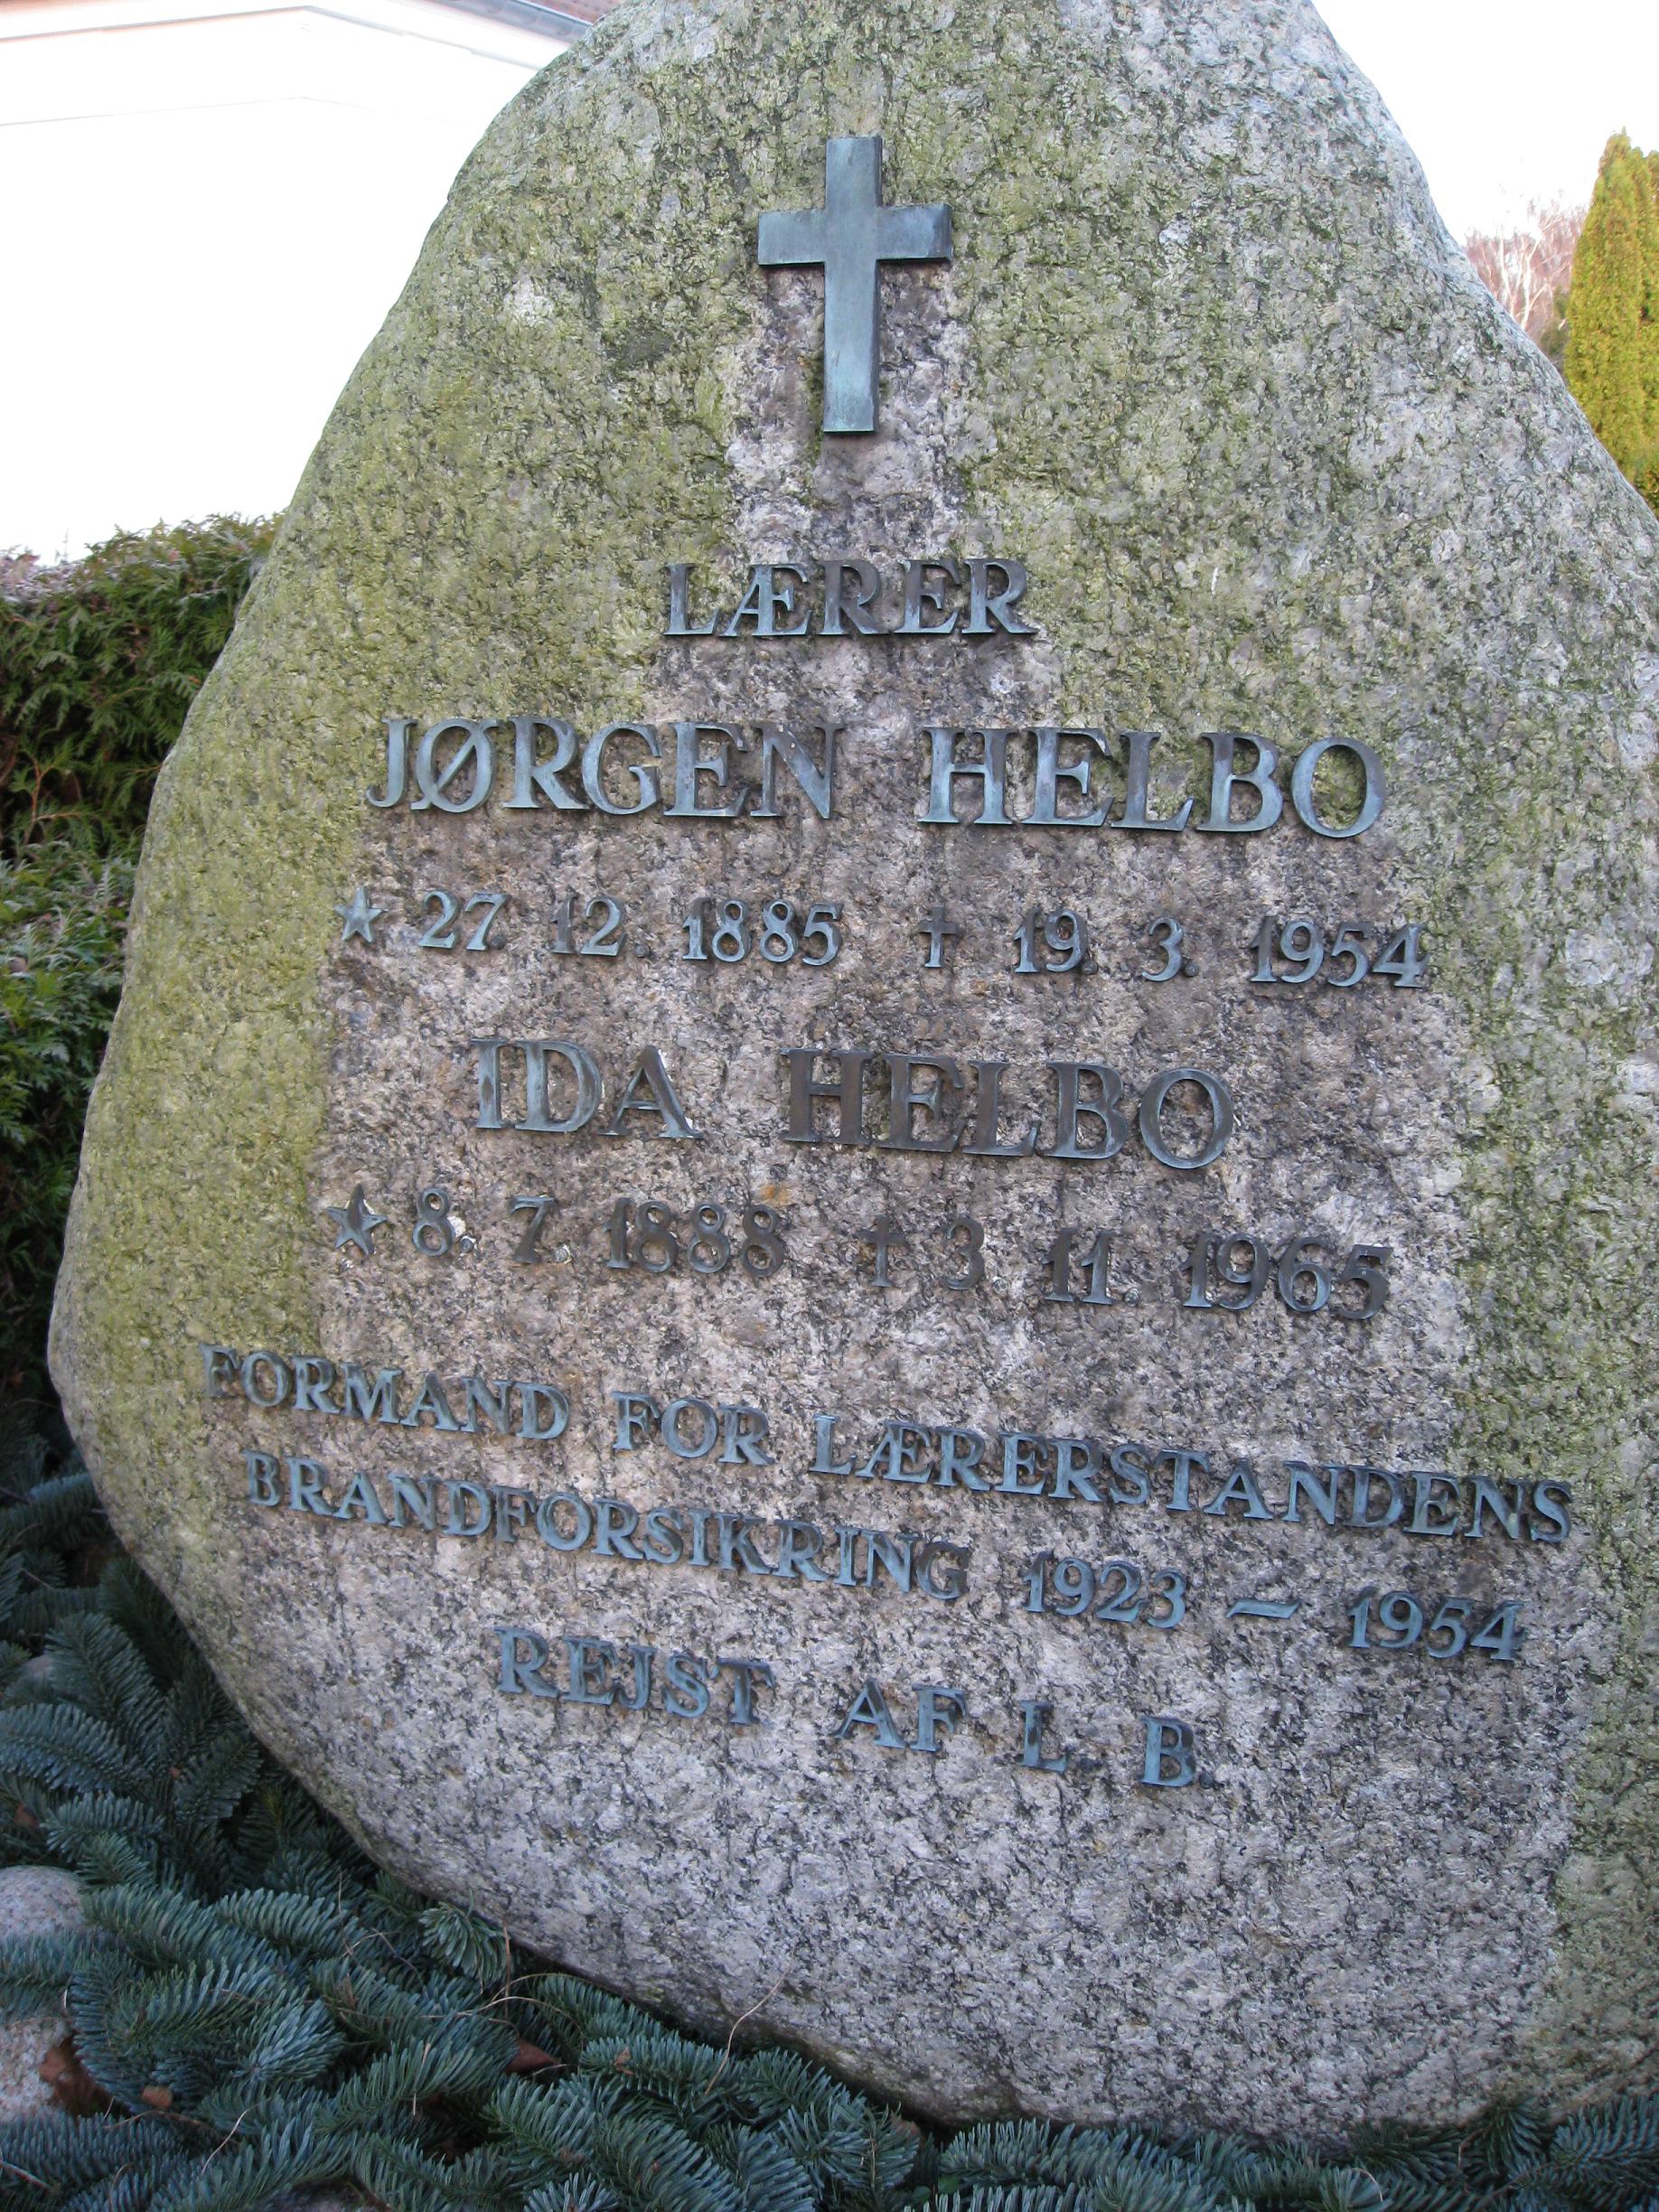 LÆRER
JØRGEN HELBO
★ 27. 12. 1885 † 19. 3. 1954
IDA HELBO
★ 8. 7. 1888 † 3 11. 1965
FORMAND FOR LÆRERSTANDENS
BRANDFORSIKRING 1923 – 1954
REJST AF L. B.